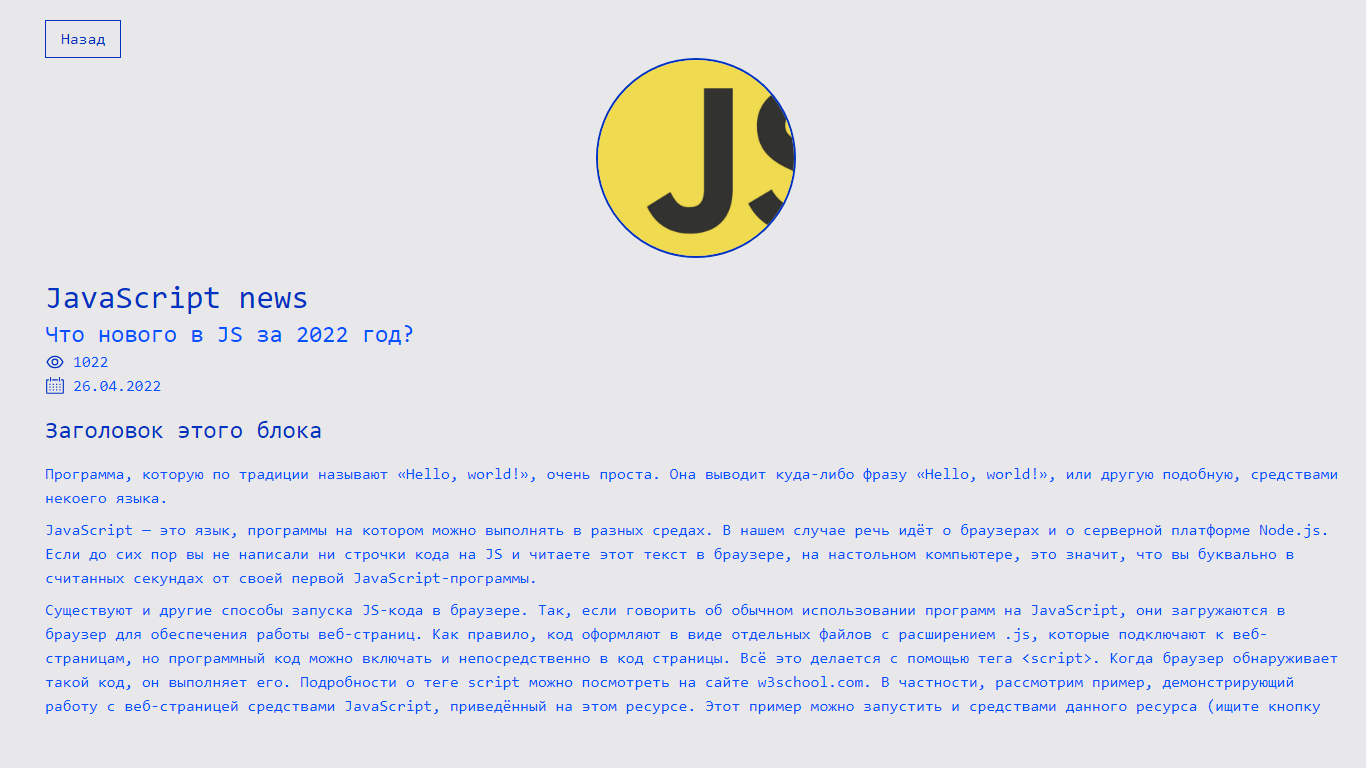 Назад
JS
JavaScript news
Что нового в JS за 2022 год?
1022
26.04.2022
Заголовок этого блока
Программа, которую по традиции называют «Hello, world!», очень проста. Она выводит куда-либо фразу «Hello, world!», или другую подобную, средствами
некоего языка.
JavaScript — это язык, программы на котором можно выполнять в разных средах. В нашем случае речь идёт о браузерах и о серверной платформе Node.js.
Если до сих пор вы не написали ни строчки кода на JS и читаете этот текст в браузере, на настольном компьютере, это значит, что вы буквально в
считанных секундах от своей первой JavaScript-программы.
Существуют и другие способы запуска JS-кода в браузере. Так, если говорить об обычном использовании программ на JavaScript, они загружаются в
браузер для обеспечения работы веб-страниц. Как правило, код оформляют в виде отдельных файлов с расширением .js, которые подключают к веб-
страницам, но программный код можно включать и непосредственно в код страницы. Всё это делается с помощью тега <script>. Когда браузер обнаруживает
такой код, он выполняет его. Подробности о теге script можно посмотреть на сайте w3school.com. В частности, рассмотрим пример, демонстрирующий
работу с веб-страницей средствами JavaScript, приведённый на этом ресурсе. Этот пример можно запустить и средствами данного ресурса (ищите кнопку